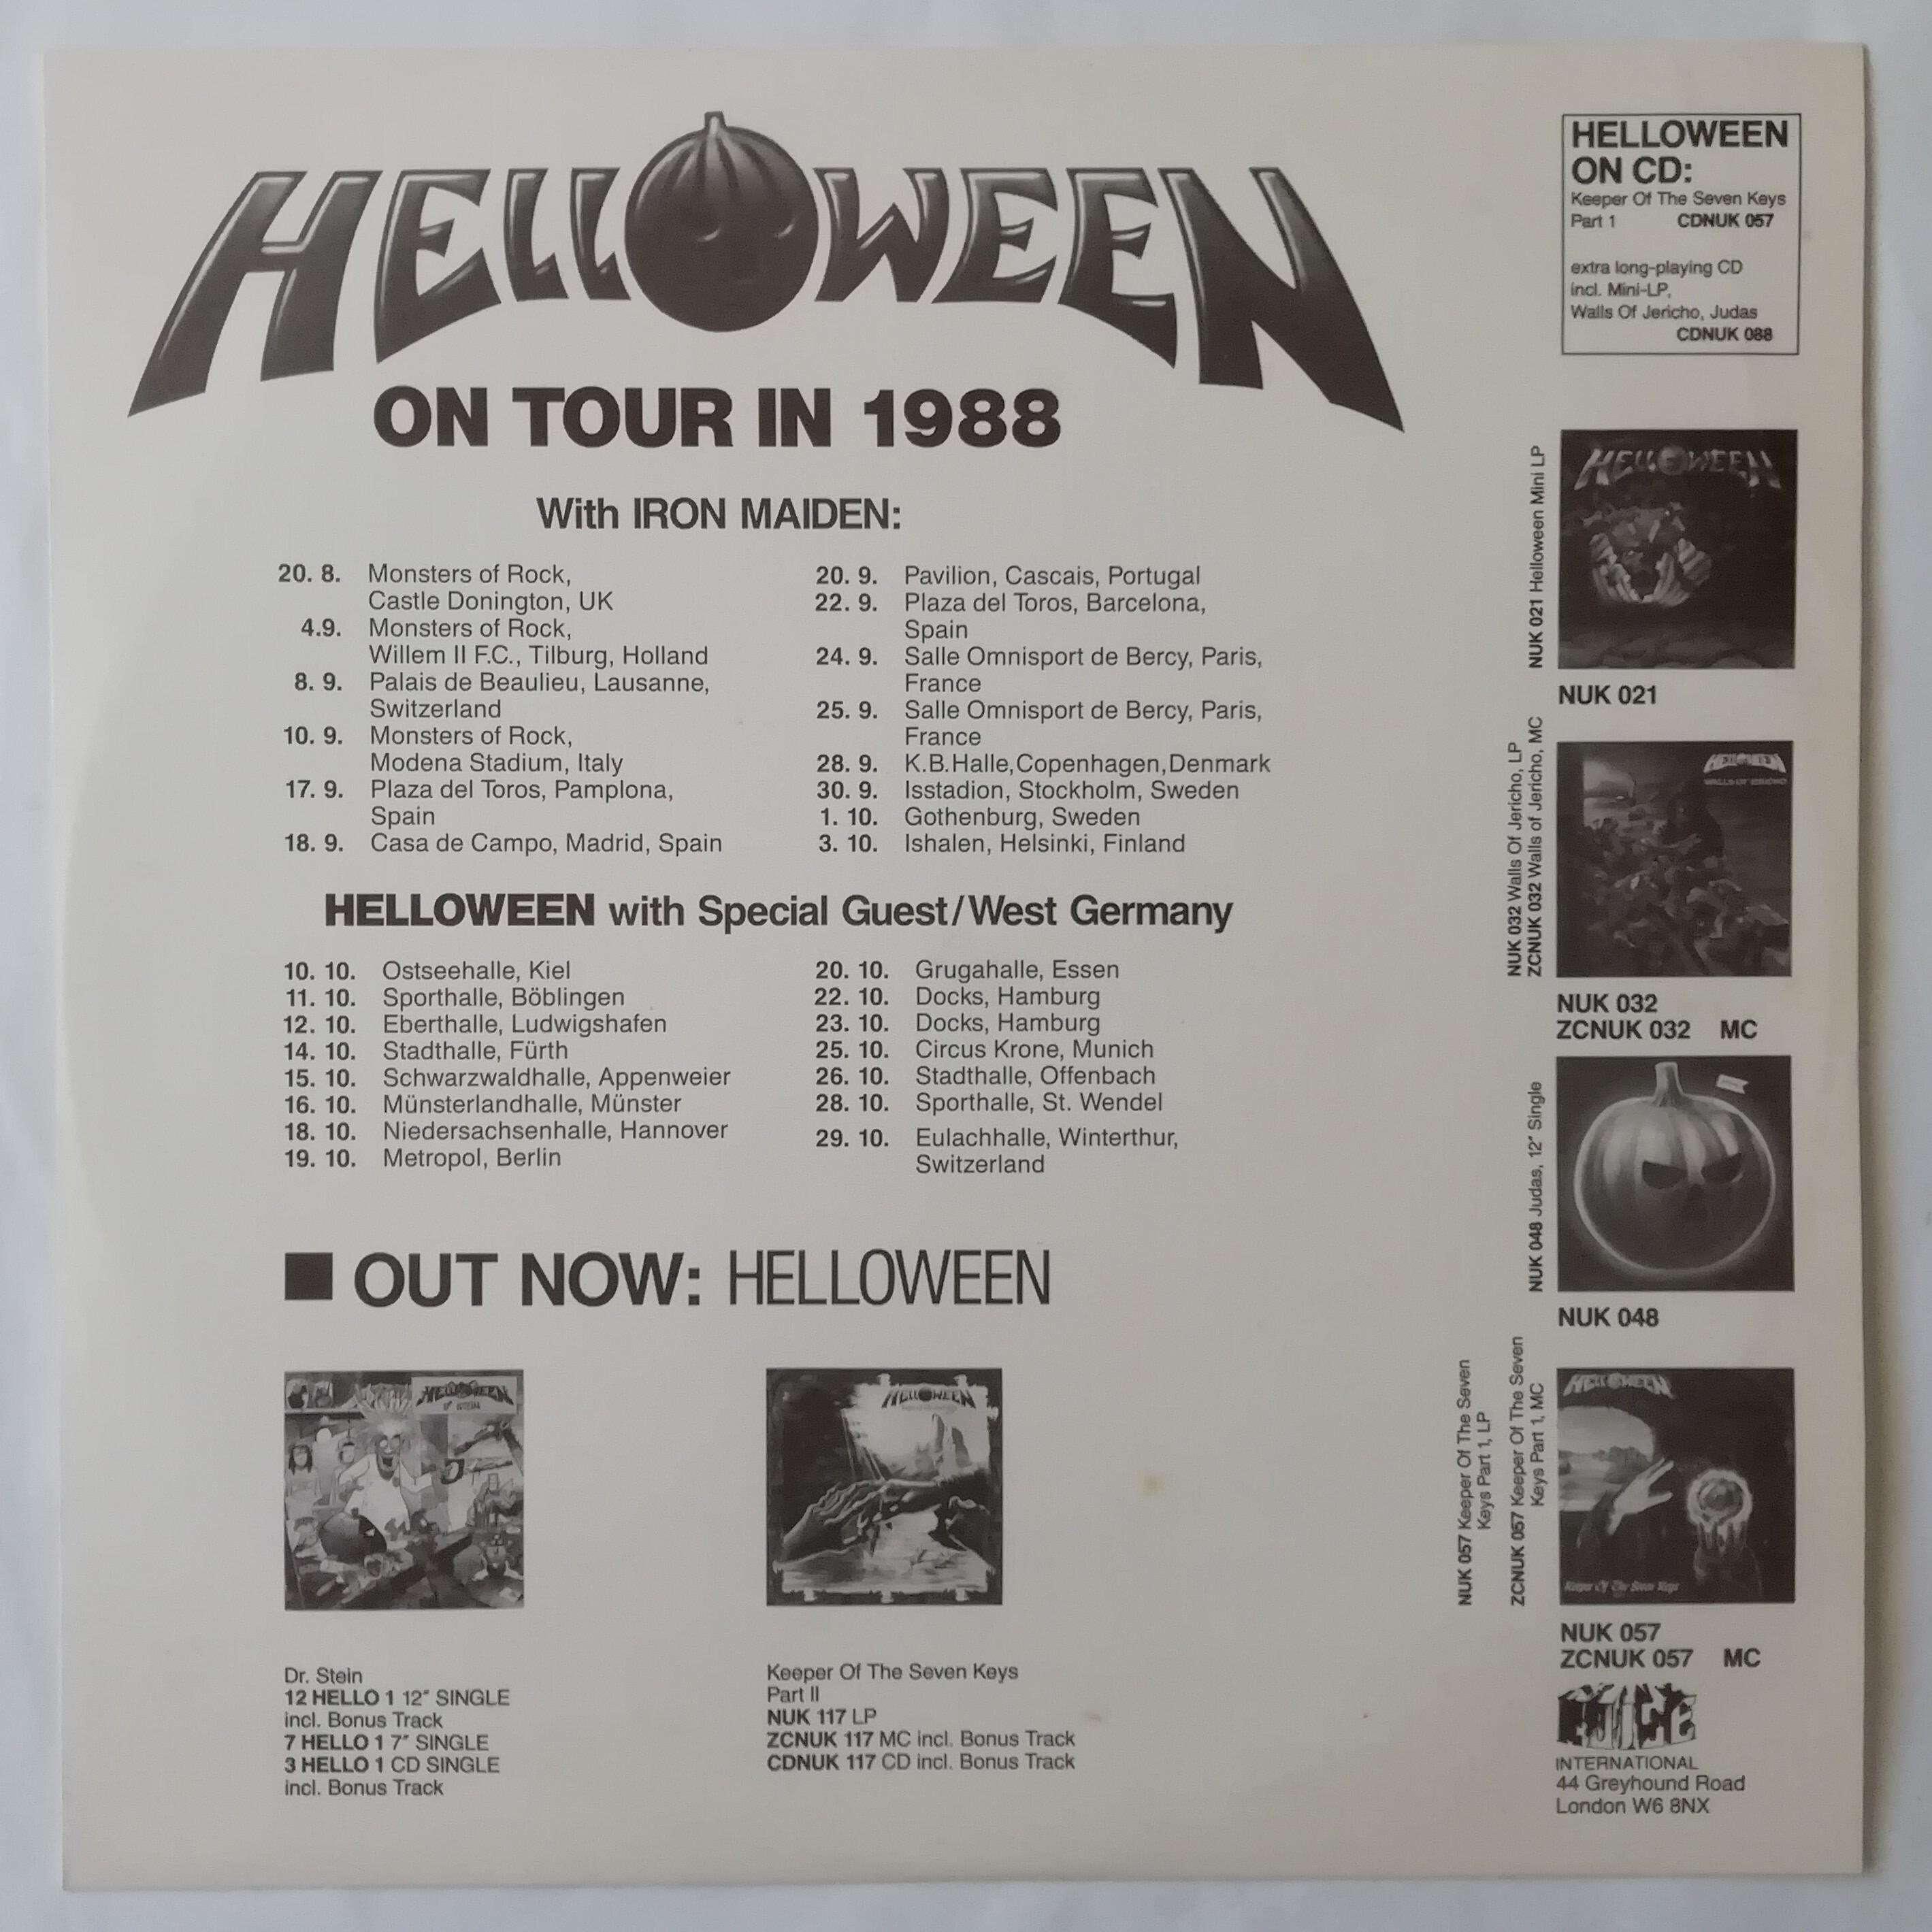 HELLOWEEN
ON TOUR IN 1988
With IRON MAIDEN:
20. 8. Monsters of Rock,
Castle Donington, UK
4.9. Monsters of Rock,
Willem II F.C., Tilburg, Holland
8. 9. Palais de Beaulieu, Lausanne,
Switzerland
10. 9. Monsters of Rock,
Modena Stadium, Italy
17. 9. Plaza del Toros, Pamplona,
Spain
18. 9. Casa de Campo, Madrid, Spain
20. 9. Pavilion, Cascais, Portugal
22. 9. Plaza del Toros, Barcelona,
Spain
24. 9. Salle Omnisport de Bercy, Paris,
France
25. 9. Salle Omnisport de Bercy, Paris,
France
28. 9. K.B.Halle,Copenhagen,Denmark
30. 9. Isstadion, Stockholm, Sweden
1. 10. Gothenburg, Sweden
3. 10. Ishalen, Helsinki, Finland
HELLOWEEN with Special Guest/West Germany
10. 10. Ostseehalle, Kiel
11. 10. Sporthalle, Böblingen
12. 10. Eberthalle, Ludwigshafen
14. 10. Stadthalle, Fürth
15. 10. Schwarzwaldhalle, Appenweier
16. 10. Münsterlandhalle, Münster
18. 10. Niedersachsenhalle, Hannover
19. 10. Metropol, Berlin
20. 10. Grugahalle, Essen
22. 10. Docks, Hamburg
23. 10. Docks, Hamburg
25. 10. Circus Krone, Munich
26. 10. Stadthalle, Offenbach
28. 10. Sporthalle, St. Wendel
29. 10. Eulachhalle, Winterthur,
Switzerland
OUT NOW: HELLOWEEN
HELLOWEEN
DR. STEIN
HELLOWEEN
Dr. Stein
12 HELLO 1 12" SINGLE
incl. Bonus Track
7 HELLO 1 7" SINGLE
3 HELLO 1 CD SINGLE
incl. Bonus Track
Keeper Of The Seven Keys
Part II
NUK 117 LP
ZCNUK 117 MC incl. Bonus Track
CDNUK 117 CD incl. Bonus Track
HELLOWEEN
ON CD:
Keeper Of The Seven Keys
Part 1 CDNUK 057
extra long-playing CD
incl. Mini-LP,
Walls Of Jericho, Judas
CDNUK 088
NUK 021 Helloween Mini LP
HELLOWEEN
NUK 021
NUK 032 Walls Of Jericho, LP
ZCNUK 032 Walls of Jericho, MC
HELLOWEEN
WALLS OF JERICHO
NUK 032
ZCNUK 032 MC
NUK 048 Judas, 12" Single
NUK 048
NUK 057 Keeper Of The Seven
Keys Part 1, LP
ZCNUK 057 Keeper Of The Seven
Keys Part 1, MC
HELLOWEEN
Keeper Of The Seven Keys
NUK 057
ZCNUK 057 MC
NOISE
INTERNATIONAL
44 Greyhound Road
London W6 8NX